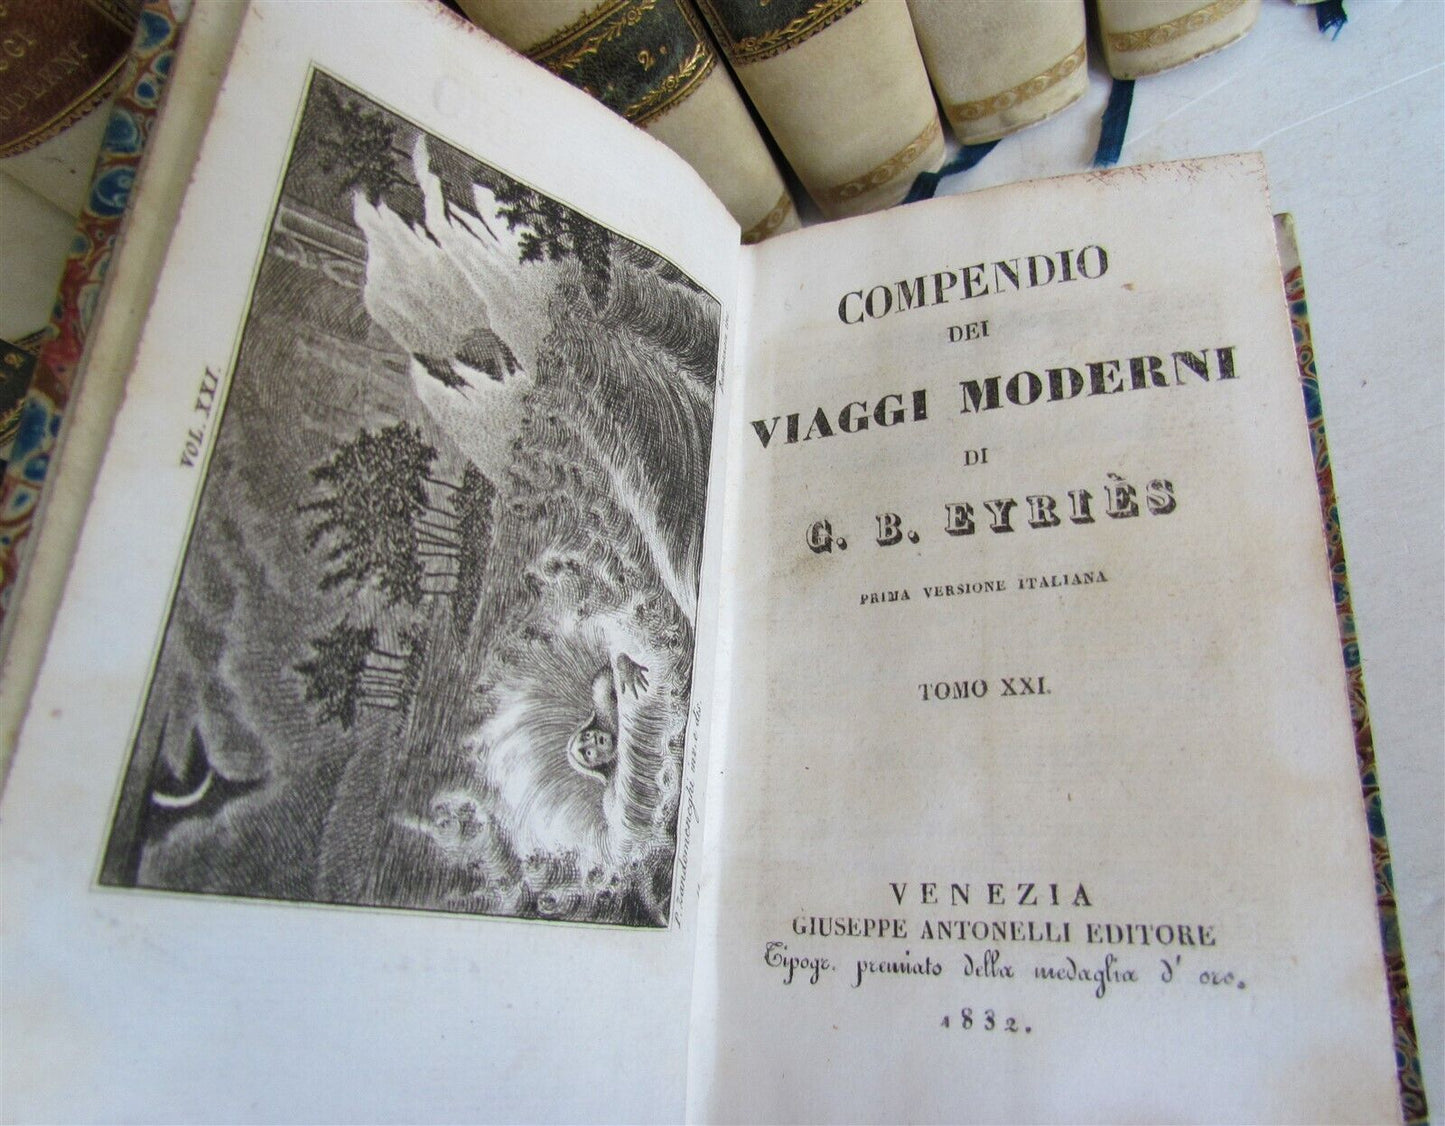 2.
VOL. XXI.
COMPENDIO
DEI
VIAGGI MODERNI
DI
G. B. EYRIÈS
PRIMA VERSIONE ITALIANA
TOMO XXI.
VENEZIA
GIUSEPPE ANTONELLI EDITORE
Tipogr. premiato della medaglia d' oro.
1832.